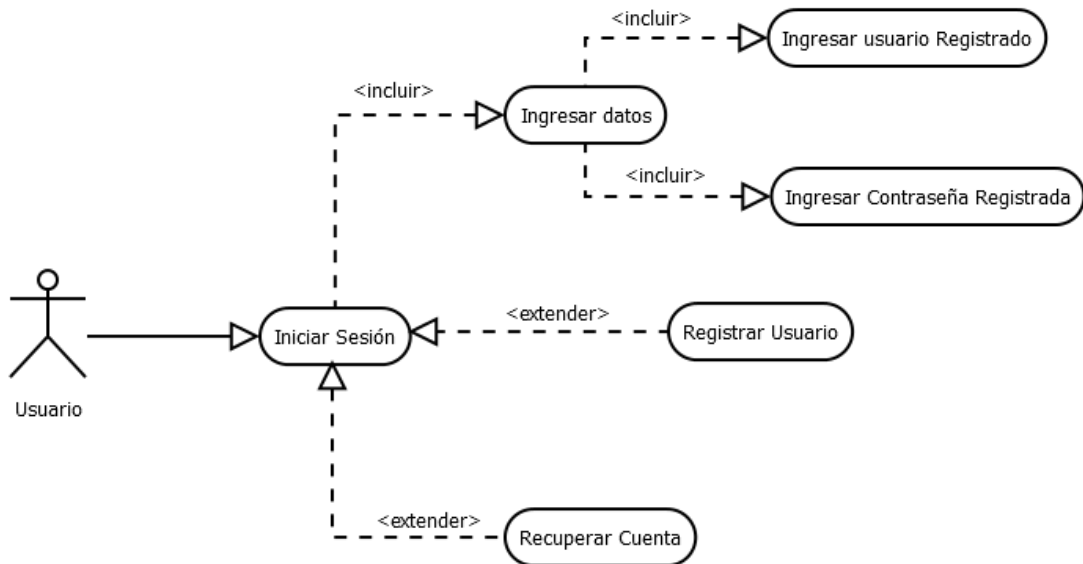 <incluir>
Ingresar usuario Registrado
<incluir>
Ingresar datos
<incluir>
Ingresar Contraseña Registrada
<extender>
Iniciar Sesión
Registrar Usuario
Usuario
<extender>
Recuperar Cuenta